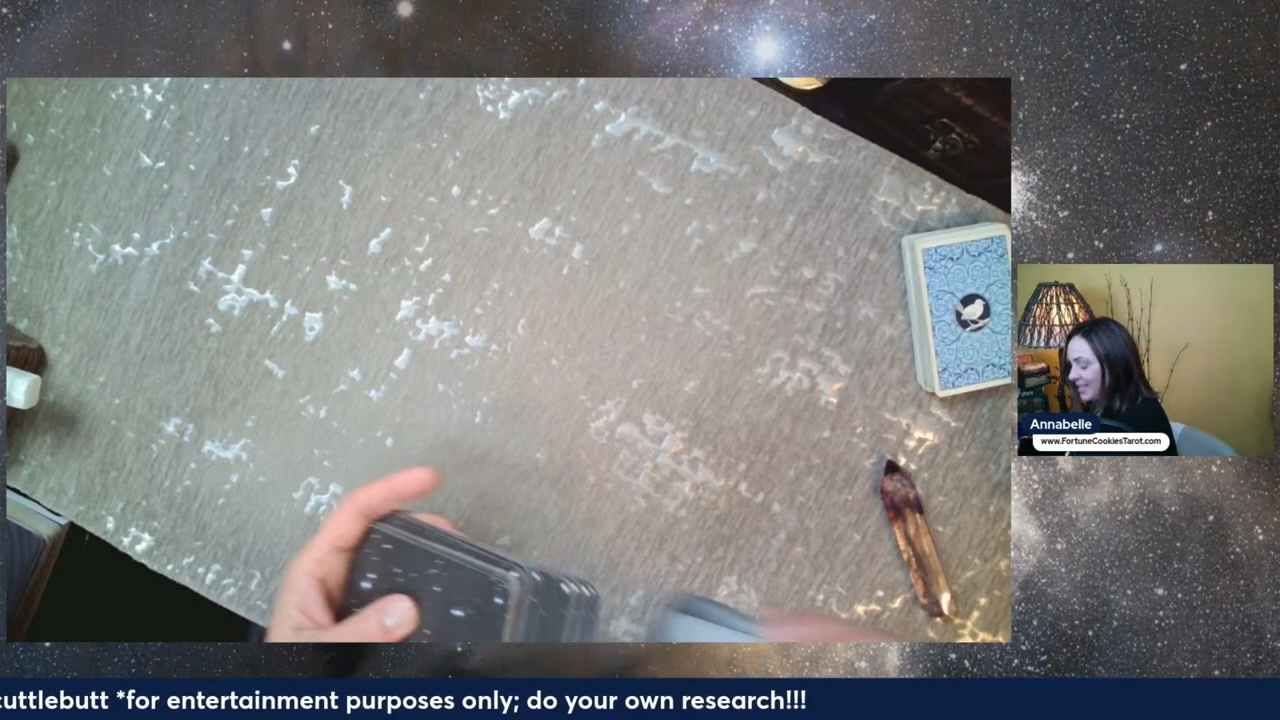 Annabelle
www.FortuneCookiesTarot.com
cuttlebutt *for entertainment purposes only; do your own research!!!